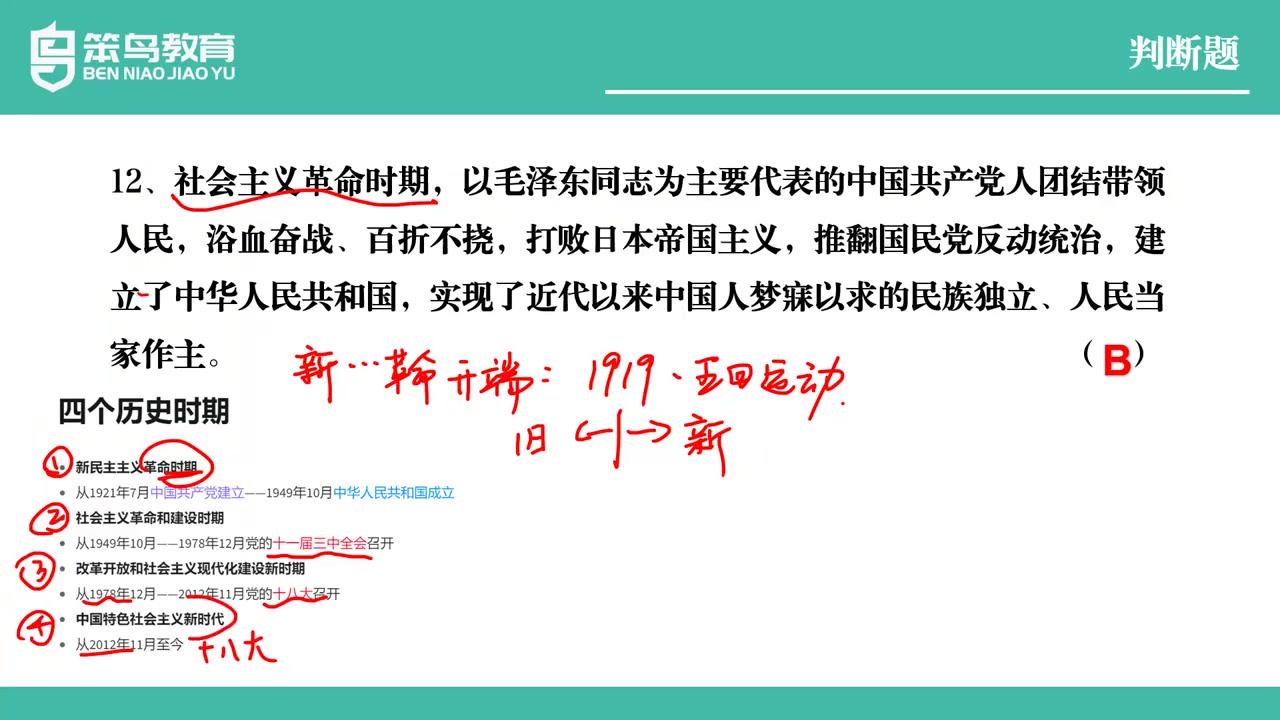 笨鸟教育
BEN NIAO JIAO YU
判断题
12、社会主义革命时期，以毛泽东同志为主要代表的中国共产党人团结带领
人民，浴血奋战、百折不挠，打败日本帝国主义，推翻国民党反动统治，建
立了中华人民共和国，实现了近代以来中国人梦寐以求的民族独立、人民当
家作主。 （B）
新…革命开端：1919、五四运动.
旧 ←|→ 新
四个历史时期
① 新民主主义革命时期
从1921年7月中国共产党建立——1949年10月中华人民共和国成立
② 社会主义革命和建设时期
从1949年10月——1978年12月党的十一届三中全会召开
③ 改革开放和社会主义现代化建设新时期
从1978年12月——2012年11月党的十八大召开
④ 中国特色社会主义新时代
从2012年11月至今 十八大